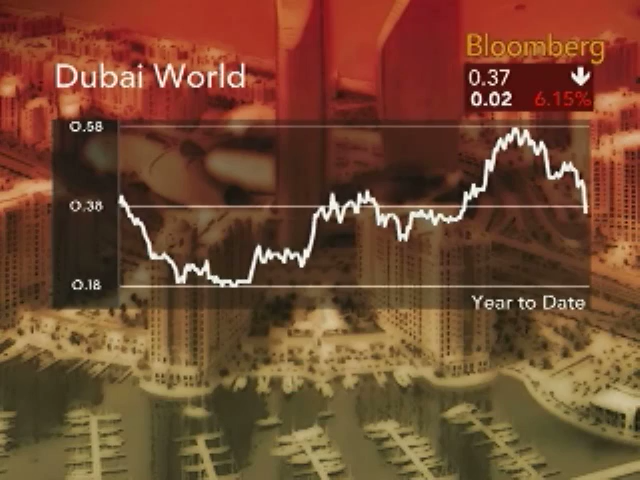 Bloomberg
Dubai World
0.37
0.02 6.15%
0.58
0.38
0.18
Year to Date